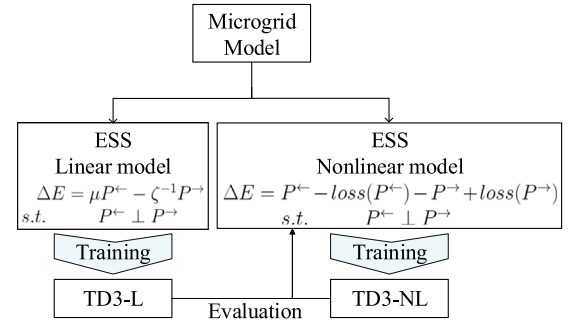 Microgrid
Model
ESS
Linear model
ΔE = μP← − ζ⁻¹P→
s.t. P← ⊥ P→
ESS
Nonlinear model
ΔE = P← −loss(P←)−P→+loss(P→)
s.t. P← ⊥ P→
Training
Training
TD3-L
Evaluation
TD3-NL